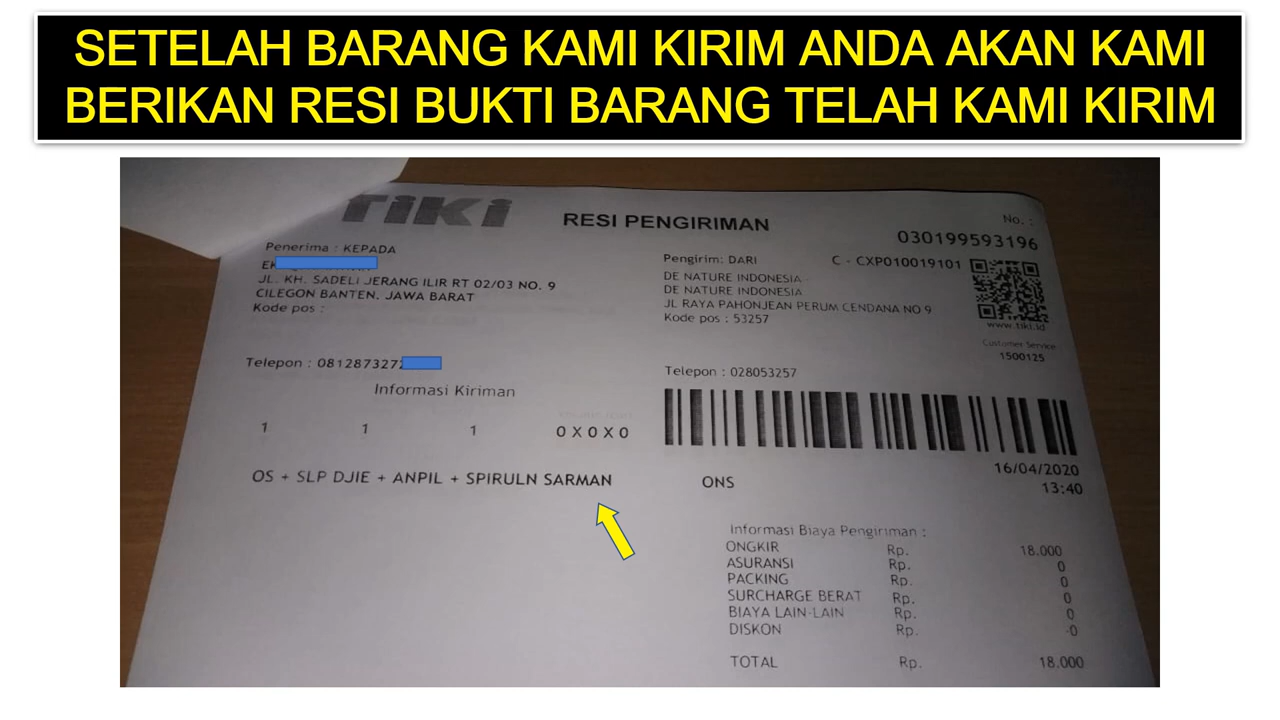 SETELAH BARANG KAMI KIRIM ANDA AKAN KAMI
BERIKAN RESI BUKTI BARANG TELAH KAMI KIRIM
TiKi
RESI PENGIRIMAN
No. :
030199593196
Penerima : KEPADA
JL. KH. SADELI JERANG ILIR RT 02/03 NO. 9
CILEGON BANTEN, JAWA BARAT
Kode pos :
Telepon : 0812873272
Pengirim: DARI
C - CXP010019101
DE NATURE INDONESIA -
DE NATURE INDONESIA
JL RAYA PAHONJEAN PERUM CENDANA NO 9
Kode pos : 53257
www.tiki.id
Customer Service
1500125
Telepon : 028053257
Informasi Kiriman
1 1 1 0 X 0 X 0
OS + SLP DJIE + ANPIL + SPIRULN SARMAN
16/04/2020
13:40
ONS
Informasi Biaya Pengiriman :
ONGKIR Rp. 18.000
ASURANSI Rp. 0
PACKING Rp. 0
SURCHARGE BERAT Rp. 0
BIAYA LAIN-LAIN Rp. 0
DISKON Rp. -0
TOTAL Rp. 18.000